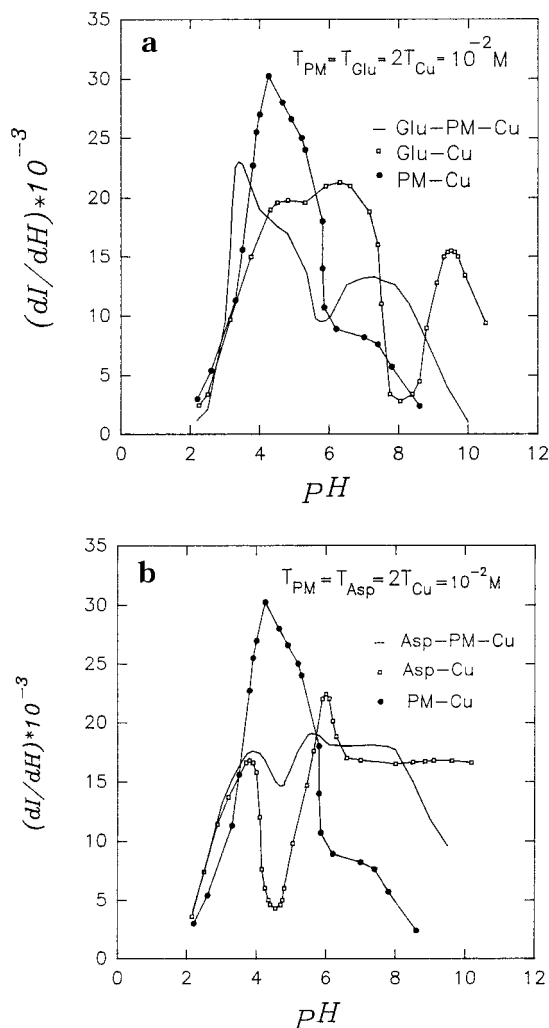 a
T_PM = T_Glu = 2T_Cu = 10^-2 M
Glu-PM-Cu
Glu-Cu
PM-Cu
(dI/dH)*10^-3
35
30
25
20
15
10
5
0
0 2 4 6 8 10 12
PH
b
T_PM = T_Asp = 2T_Cu = 10^-2 M
Asp-PM-Cu
Asp-Cu
PM-Cu
(dI/dH)*10^-3
35
30
25
20
15
10
5
0
0 2 4 6 8 10 12
PH